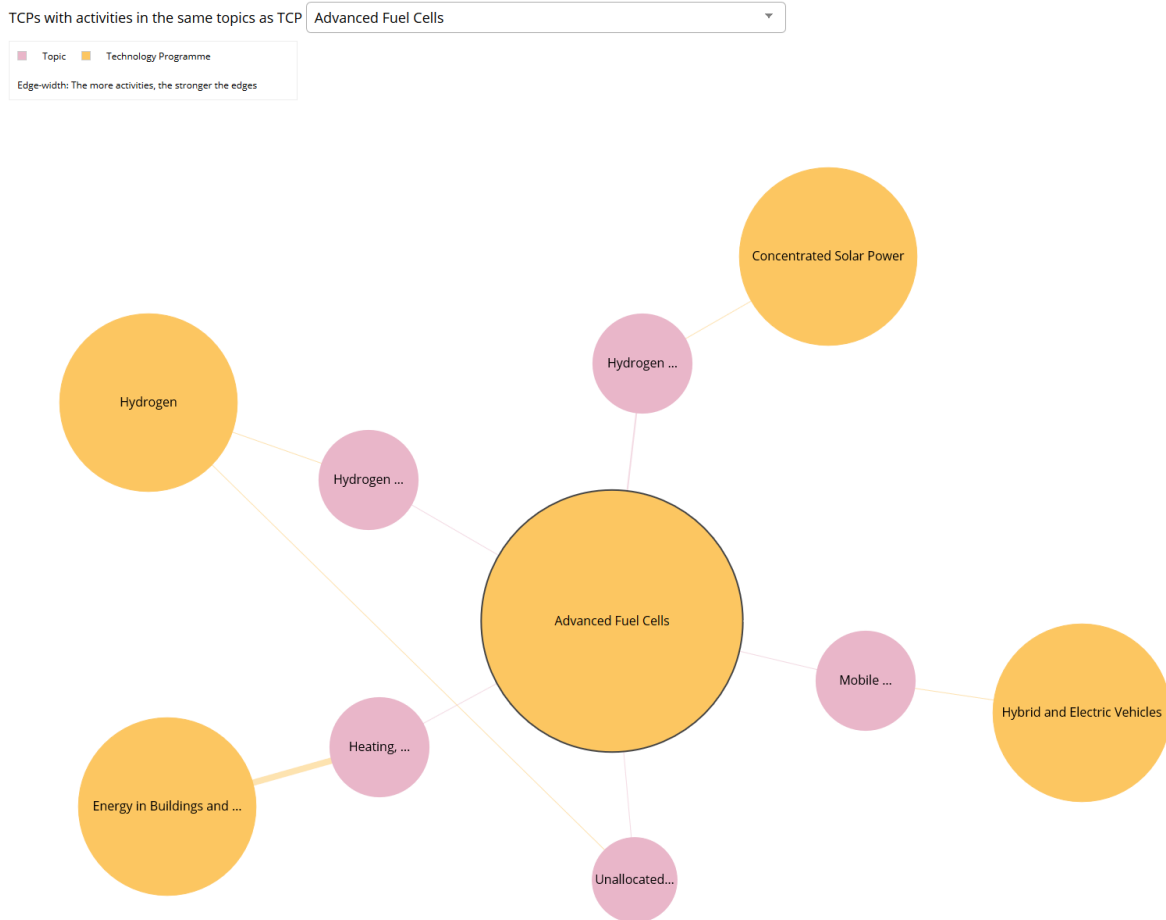 TCPs with activities in the same topics as TCP Advanced Fuel Cells
Topic Technology Programme
Edge-width: The more activities, the stronger the edges
Concentrated Solar Power
Hydrogen ...
Hydrogen
Hydrogen ...
Advanced Fuel Cells
Mobile ...
Hybrid and Electric Vehicles
Heating, ...
Energy in Buildings and ...
Unallocated...